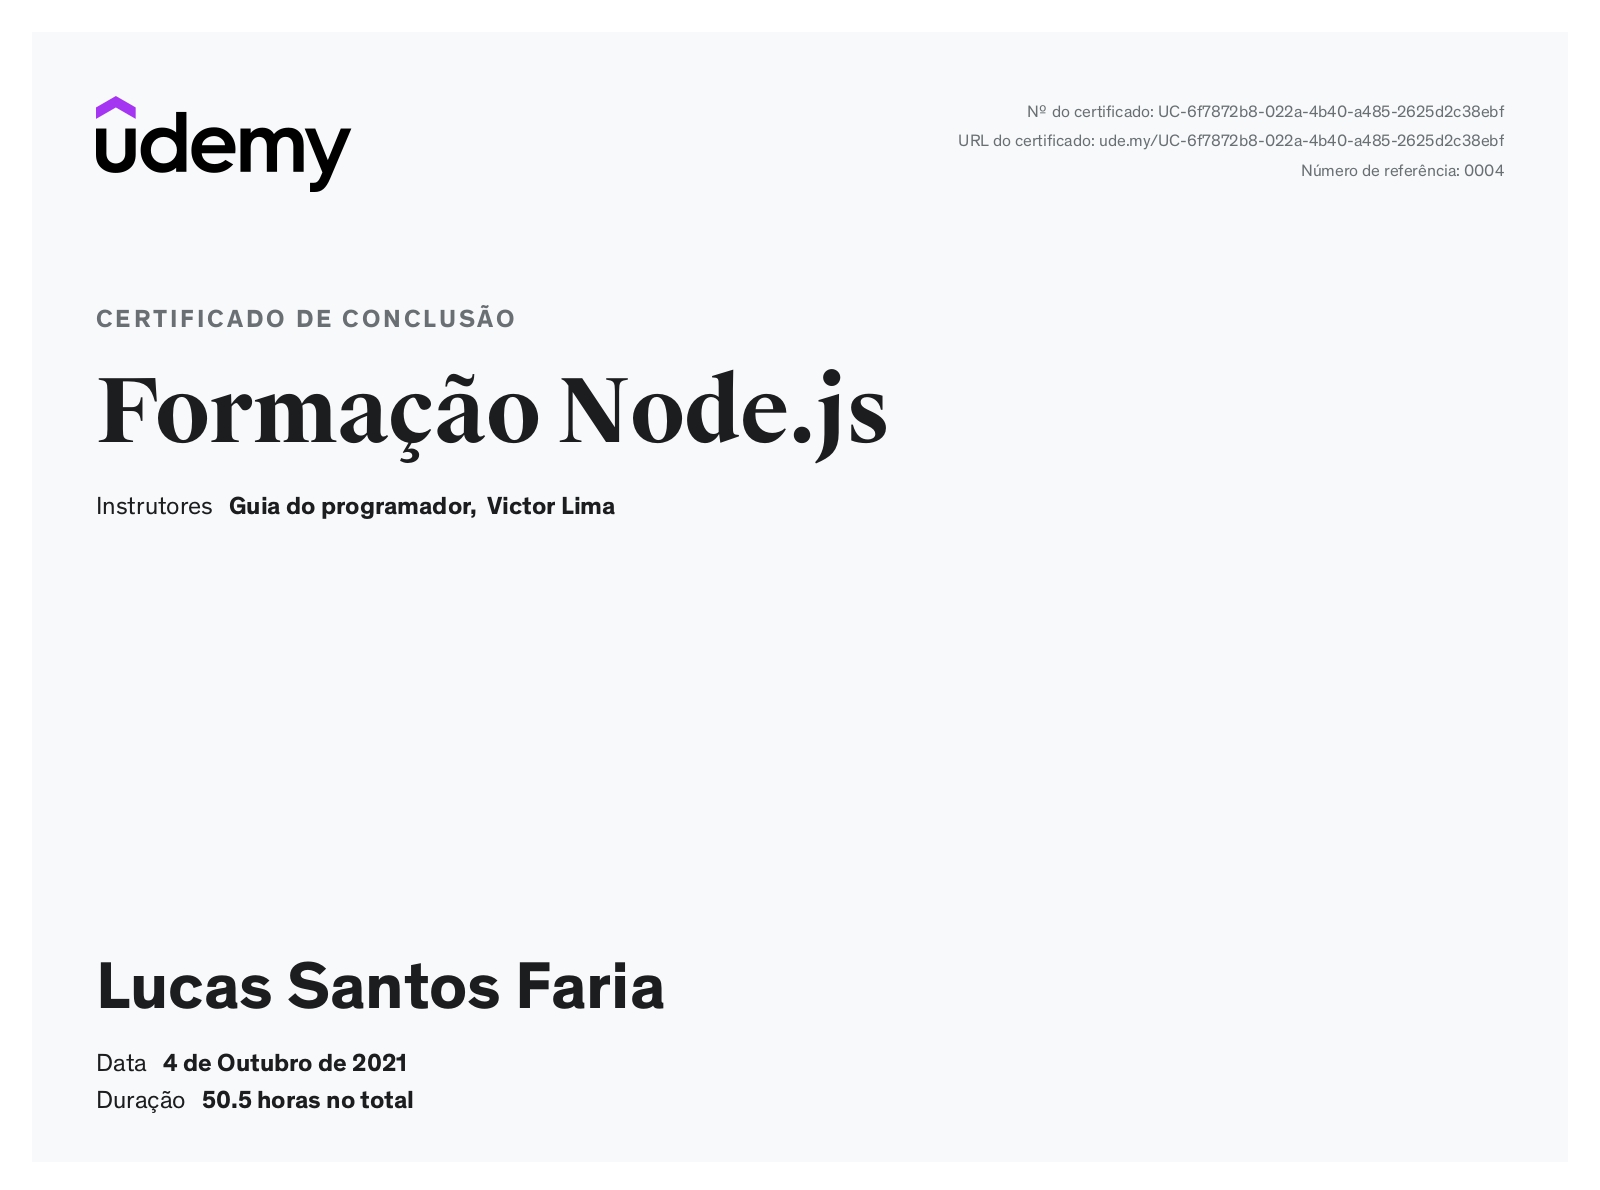 udemy
Nº do certificado: UC-6f7872b8-022a-4b40-a485-2625d2c38ebf
URL do certificado: ude.my/UC-6f7872b8-022a-4b40-a485-2625d2c38ebf
Número de referência: 0004
CERTIFICADO DE CONCLUSÃO
Formação Node.js
Instrutores Guia do programador, Victor Lima
Lucas Santos Faria
Data 4 de Outubro de 2021
Duração 50.5 horas no total